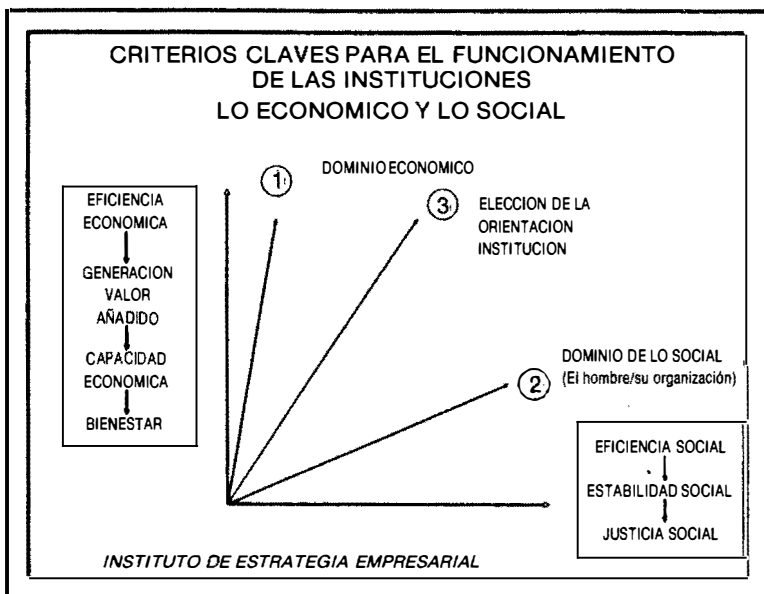 CRITERIOS CLAVES PARA EL FUNCIONAMIENTO
DE LAS INSTITUCIONES
LO ECONOMICO Y LO SOCIAL
1
DOMINIO ECONOMICO
3
ELECCION DE LA
ORIENTACION
INSTITUCION
EFICIENCIA
ECONOMICA
GENERACION
VALOR
AÑADIDO
CAPACIDAD
ECONOMICA
BIENESTAR
DOMINIO DE LO SOCIAL
(El hombre/su organización)
2
EFICIENCIA SOCIAL
ESTABILIDAD SOCIAL
JUSTICIA SOCIAL
INSTITUTO DE ESTRATEGIA EMPRESARIAL